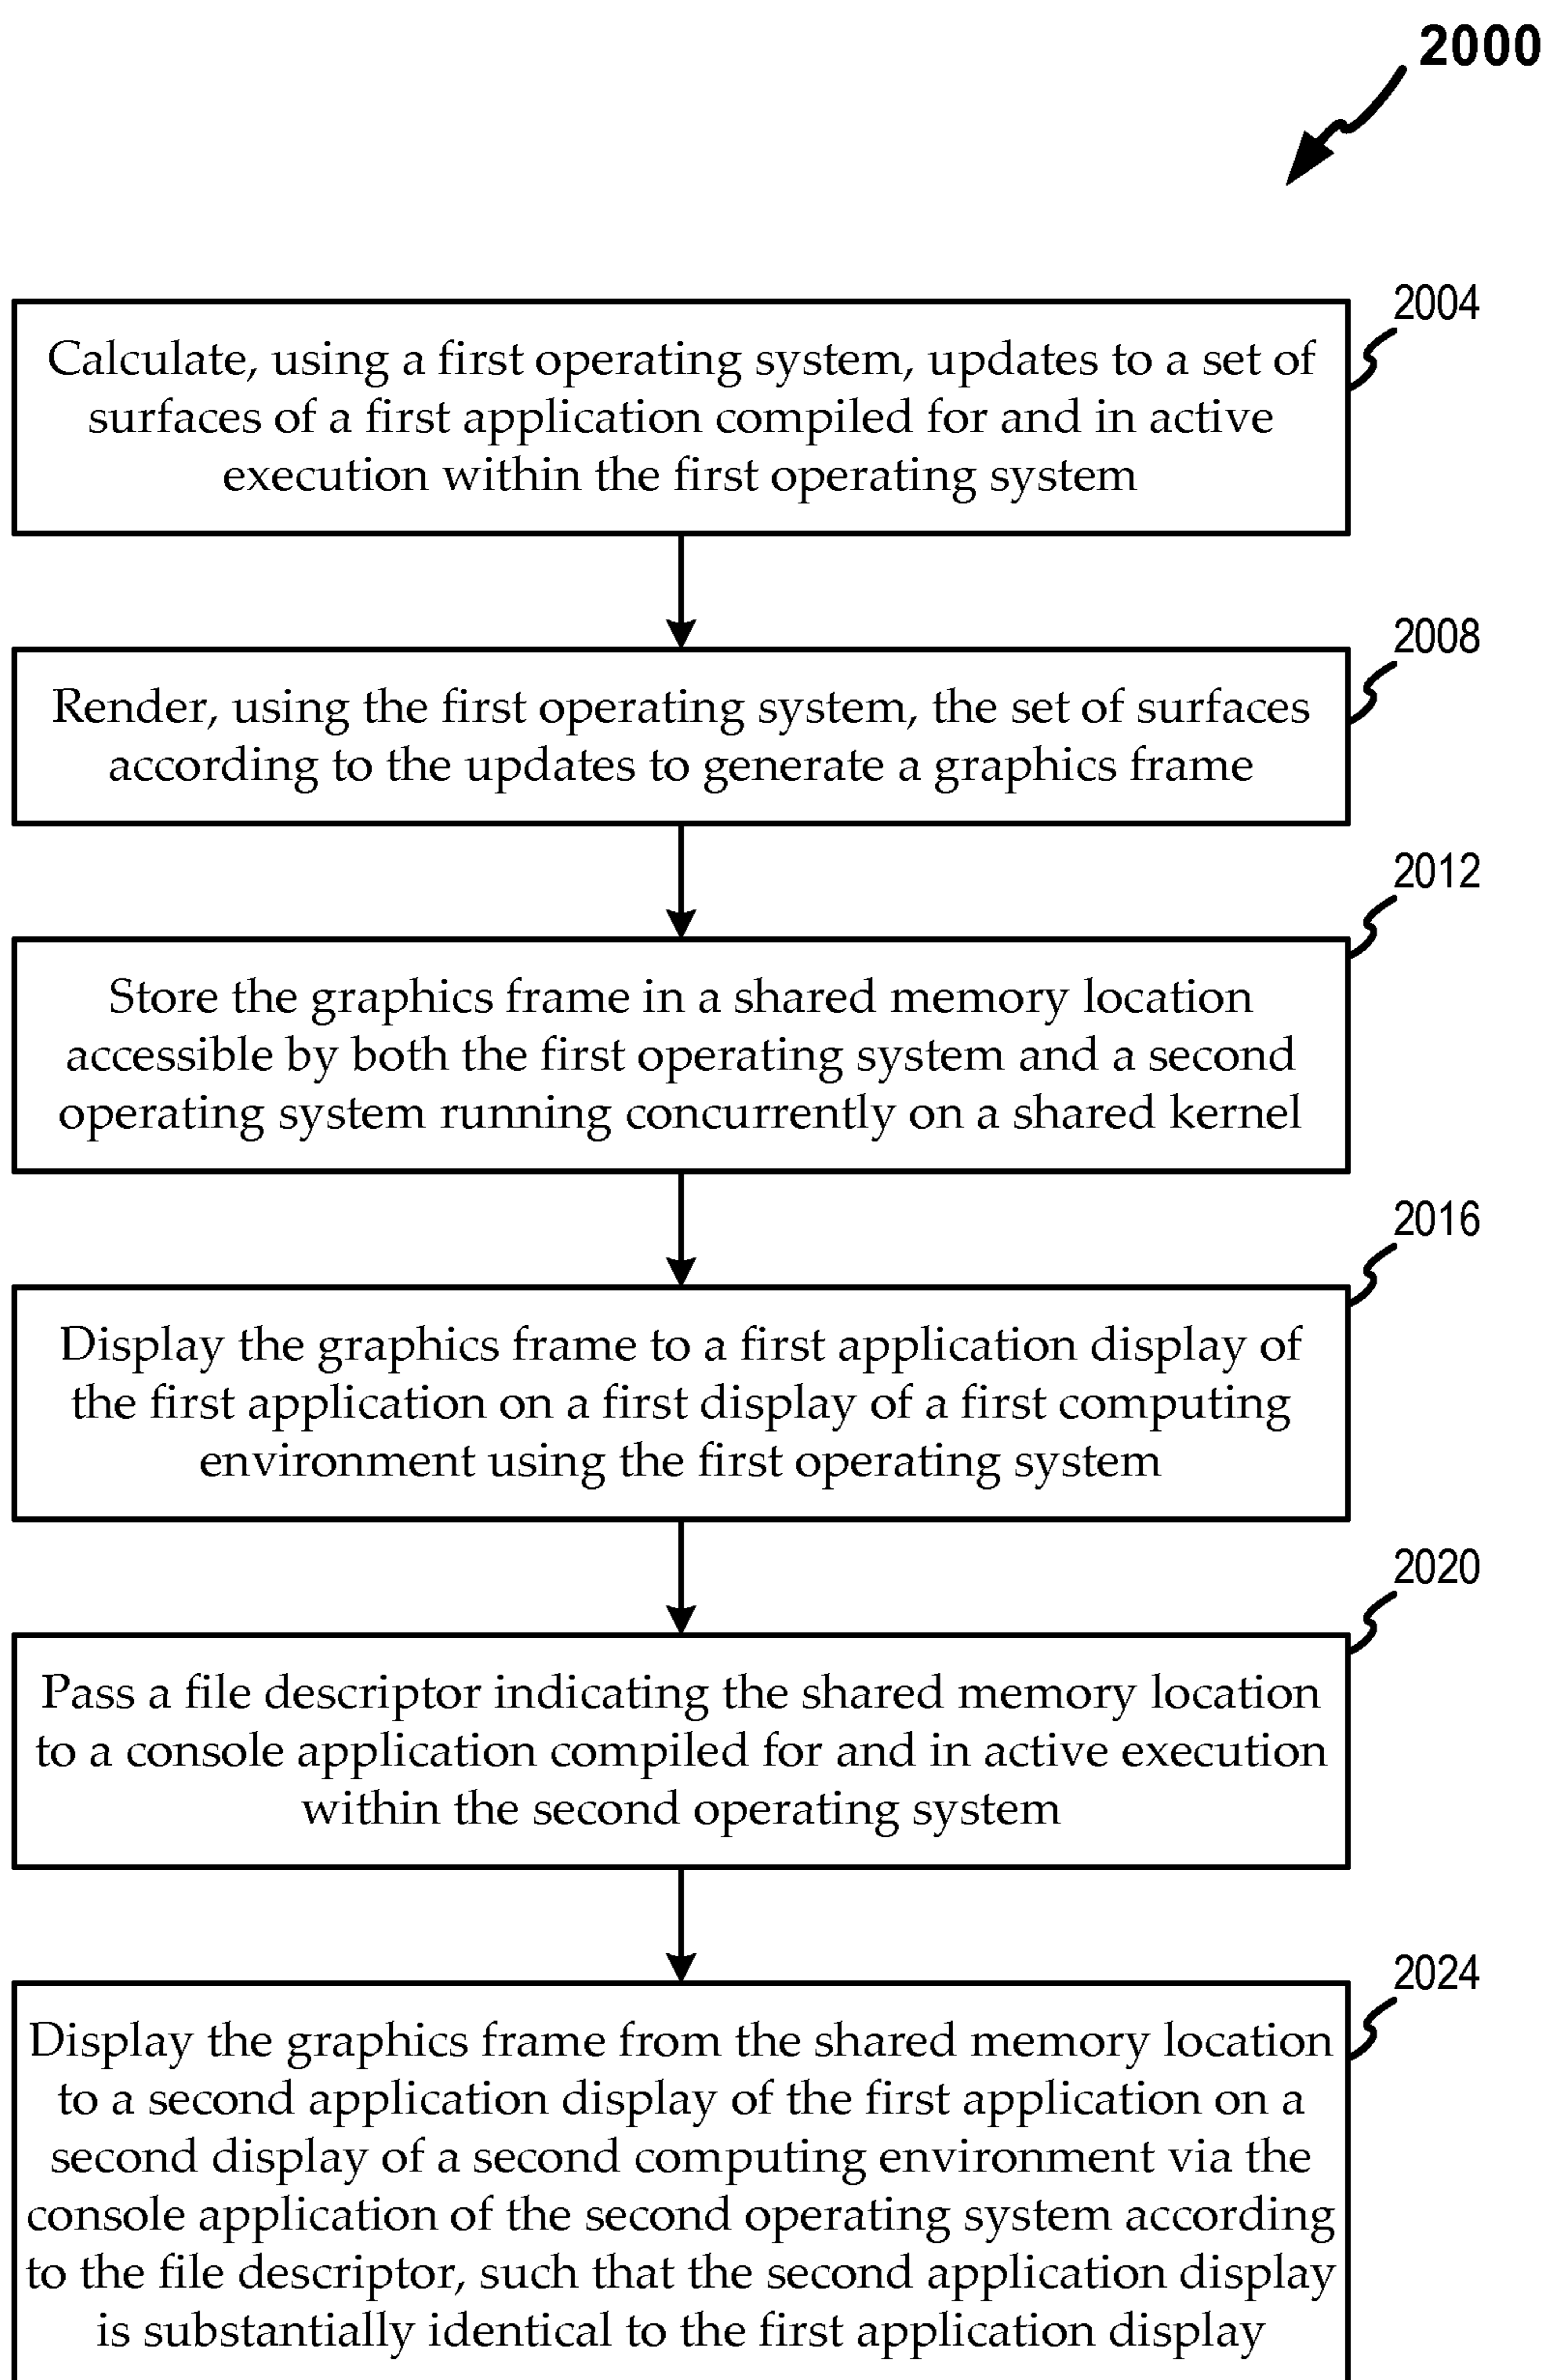 2000
2004
Calculate, using a first operating system, updates to a set of
surfaces of a first application compiled for and in active
execution within the first operating system
2008
Render, using the first operating system, the set of surfaces
according to the updates to generate a graphics frame
2012
Store the graphics frame in a shared memory location
accessible by both the first operating system and a second
operating system running concurrently on a shared kernel
2016
Display the graphics frame to a first application display of
the first application on a first display of a first computing
environment using the first operating system
2020
Pass a file descriptor indicating the shared memory location
to a console application compiled for and in active execution
within the second operating system
2024
Display the graphics frame from the shared memory location
to a second application display of the first application on a
second display of a second computing environment via the
console application of the second operating system according
to the file descriptor, such that the second application display
is substantially identical to the first application display